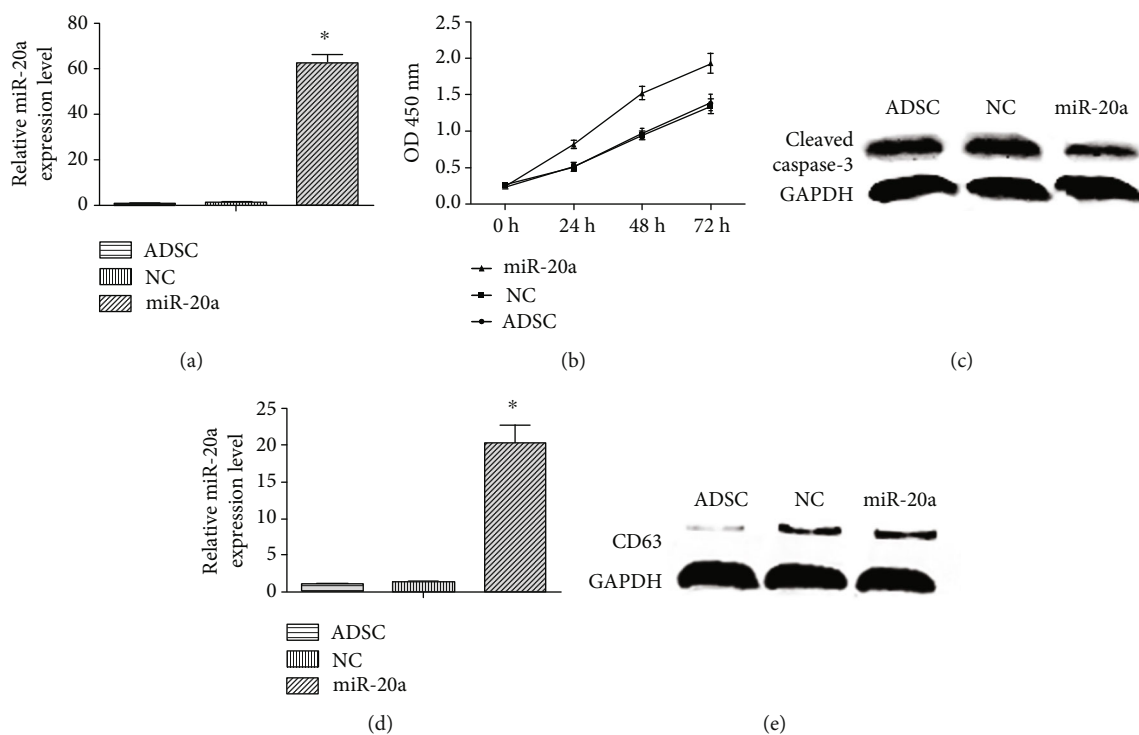 Relative miR-20a
expression level
80
60
40
20
0
*
ADSC
NC
miR-20a
(a)
OD 450 nm
2.5
2.0
1.5
1.0
0.5
0.0
0 h 24 h 48 h 72 h
miR-20a
NC
ADSC
(b)
ADSC NC miR-20a
Cleaved
caspase-3
GAPDH
(c)
Relative miR-20a
expression level
25
20
15
10
5
0
*
ADSC
NC
miR-20a
(d)
ADSC NC miR-20a
CD63
GAPDH
(e)